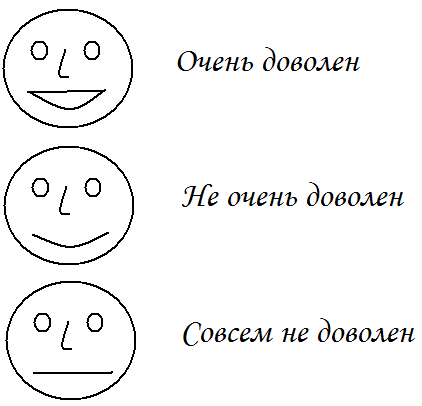 Очень доволен
Не очень доволен
Совсем не доволен